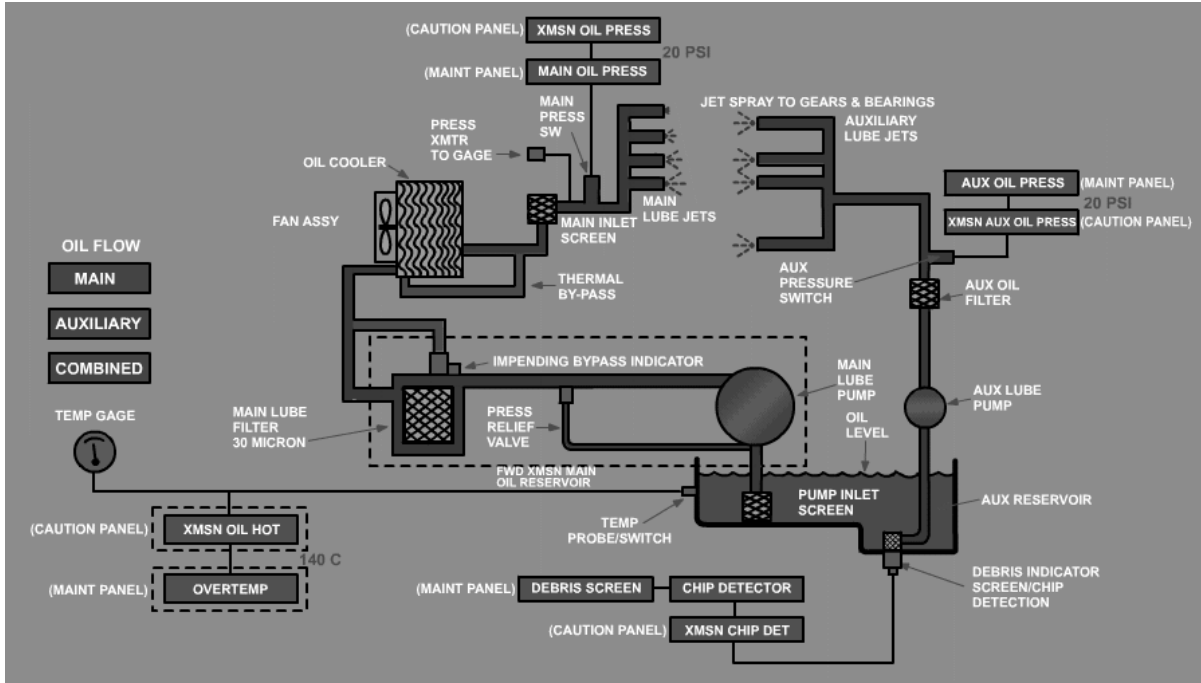 (CAUTION PANEL) XMSN OIL PRESS
20 PSI
(MAINT PANEL) MAIN OIL PRESS
MAIN
PRESS
SW
JET SPRAY TO GEARS & BEARINGS
AUXILIARY
LUBE JETS
PRESS
XMTR
TO GAGE
OIL COOLER
AUX OIL PRESS (MAINT PANEL)
20 PSI
XMSN AUX OIL PRESS (CAUTION PANEL)
FAN ASSY
MAIN INLET
SCREEN
MAIN
LUBE JETS
OIL FLOW
MAIN
AUXILIARY
COMBINED
THERMAL
BY-PASS
AUX
PRESSURE
SWITCH
AUX OIL
FILTER
IMPENDING BYPASS INDICATOR
MAIN
LUBE
PUMP
AUX LUBE
PUMP
TEMP GAGE
MAIN LUBE
FILTER
30 MICRON
PRESS
RELIEF
VALVE
OIL
LEVEL
FWD XMSN MAIN
OIL RESERVOIR
PUMP INLET
SCREEN
AUX RESERVOIR
(CAUTION PANEL) XMSN OIL HOT
140 C
(MAINT PANEL) OVERTEMP
TEMP
PROBE/SWITCH
DEBRIS INDICATOR
SCREEN/CHIP
DETECTION
(MAINT PANEL) DEBRIS SCREEN CHIP DETECTOR
(CAUTION PANEL) XMSN CHIP DET